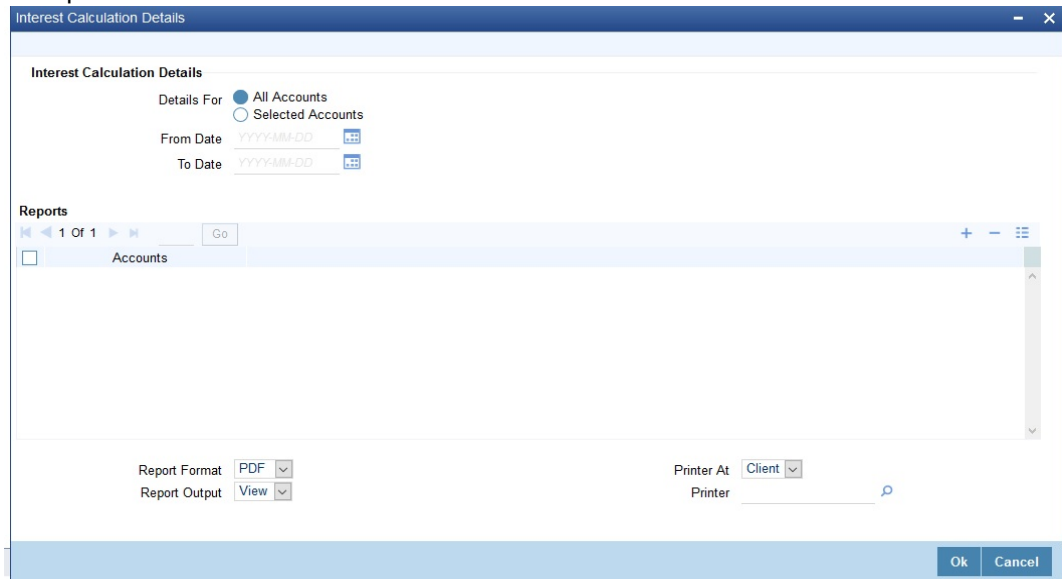 Interest Calculation Details
Interest Calculation Details
Details For All Accounts
Selected Accounts
From Date YYYY-MM-DD
To Date YYYY-MM-DD
Reports
1 Of 1 Go
Accounts
Report Format PDF Printer At Client
Report Output View Printer
Ok Cancel